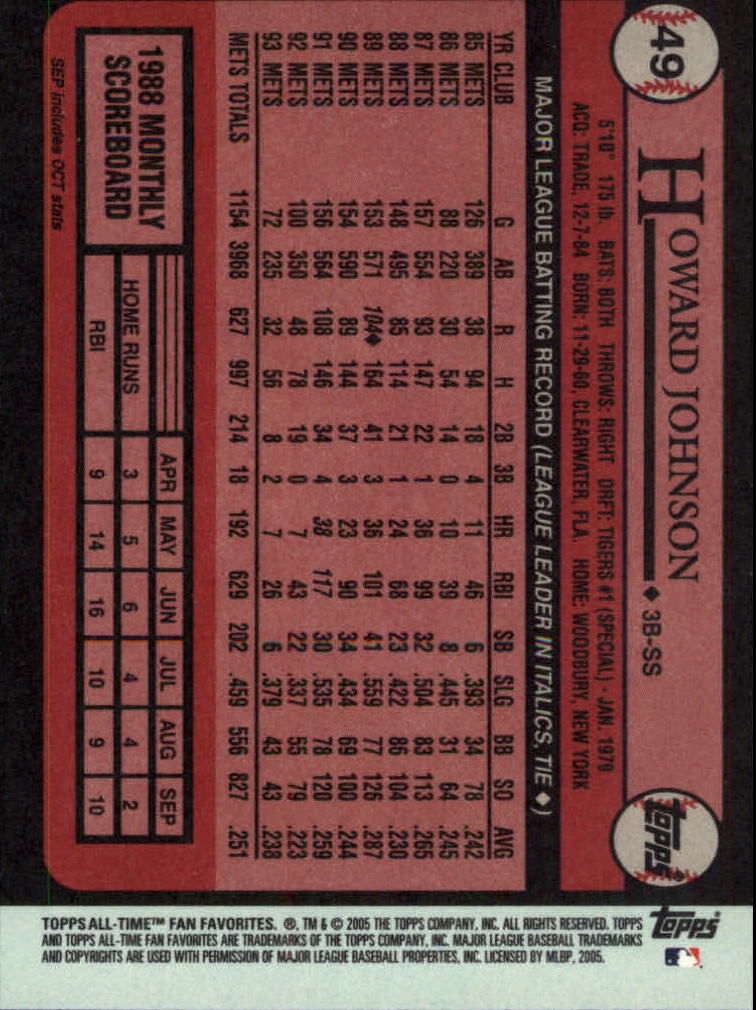 49
HOWARD JOHNSON ◆ 3B-SS
topps®
5'10" 175 lb. BATS: BOTH THROWS: RIGHT DRFT: TIGERS #1 (SPECIAL) - JAN. 1979
ACQ: TRADE, 12-7-84 BORN: 11-29-60, CLEARWATER, FLA. HOME: WOODBURY, NEW YORK
MAJOR LEAGUE BATTING RECORD (LEAGUE LEADER IN ITALICS, TIE ◆)
YR CLUB G AB R H 2B 3B HR RBI SB SLG BB SO AVG
85 METS 126 389 38 94 18 4 11 46 6 .393 34 78 .242
86 METS 88 220 30 54 14 0 10 39 8 .445 31 64 .245
87 METS 157 554 93 147 22 1 36 99 32 .504 83 113 .265
88 METS 148 495 85 114 21 1 24 68 23 .422 86 104 .230
89 METS 153 571 104◆ 164 41 3 36 101 41 .559 77 126 .287
90 METS 154 590 89 144 37 3 23 90 34 .434 69 100 .244
91 METS 156 564 108 146 34 4 38 117 30 .535 78 120 .259
92 METS 100 350 48 78 19 0 7 43 22 .337 55 79 .223
93 METS 72 235 32 56 8 2 7 26 6 .379 43 43 .238
METS TOTALS 1154 3968 627 997 214 18 192 629 202 .459 556 827 .251
1988 MONTHLY
SCOREBOARD
APR MAY JUN JUL AUG SEP
HOME RUNS 3 5 6 4 4 2
RBI 9 14 16 10 9 10
SEP includes OCT stats
TOPPS ALL-TIME™ FAN FAVORITES. ®, TM & © 2005 THE TOPPS COMPANY, INC. ALL RIGHTS RESERVED. TOPPS
AND TOPPS ALL-TIME FAN FAVORITES ARE TRADEMARKS OF THE TOPPS COMPANY, INC. MAJOR LEAGUE BASEBALL TRADEMARKS
AND COPYRIGHTS ARE USED WITH PERMISSION OF MAJOR LEAGUE BASEBALL PROPERTIES, INC. LICENSED BY MLBP, 2005.
topps